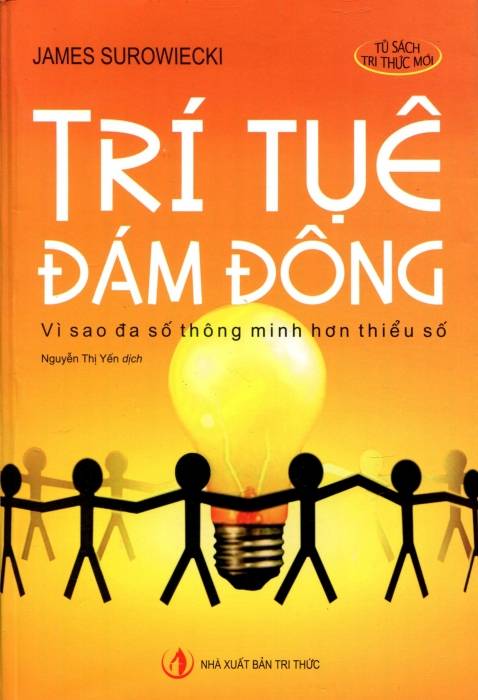 JAMES SUROWIECKI
TỦ SÁCH
TRI THỨC MỚI
TRÍ TUỆ
ĐÁM ĐÔNG
Vì sao đa số thông minh hơn thiểu số
Nguyễn Thị Yến dịch
NHÀ XUẤT BẢN TRI THỨC